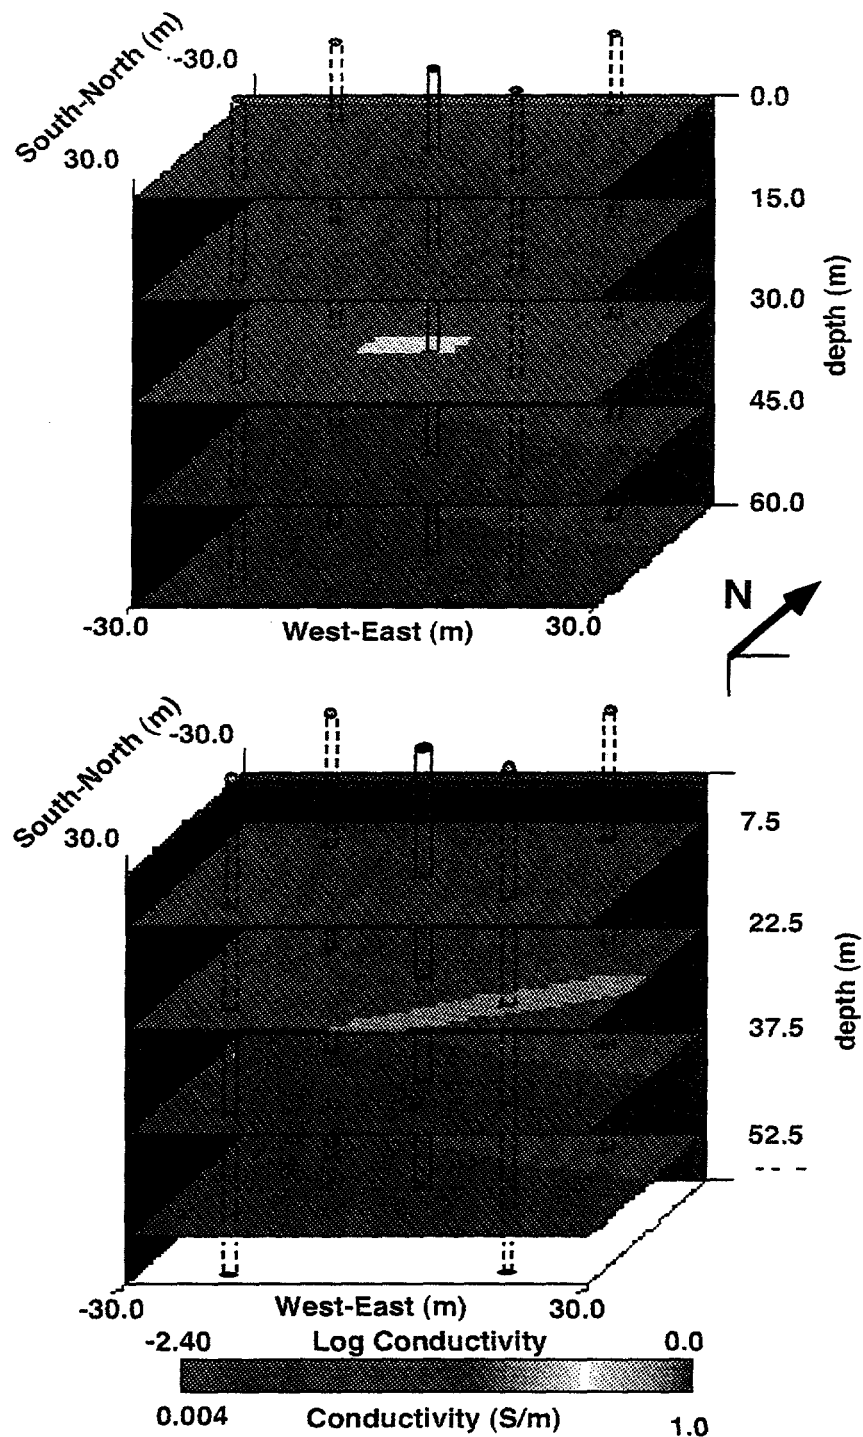 South-North (m)
-30.0
30.0
0.0
15.0
30.0
45.0
60.0
depth (m)
-30.0
West-East (m)
30.0
N
South-North (m)
-30.0
30.0
7.5
22.5
37.5
52.5
depth (m)
-30.0
West-East (m)
30.0
-2.40
Log Conductivity
0.0
0.004
Conductivity (S/m)
1.0